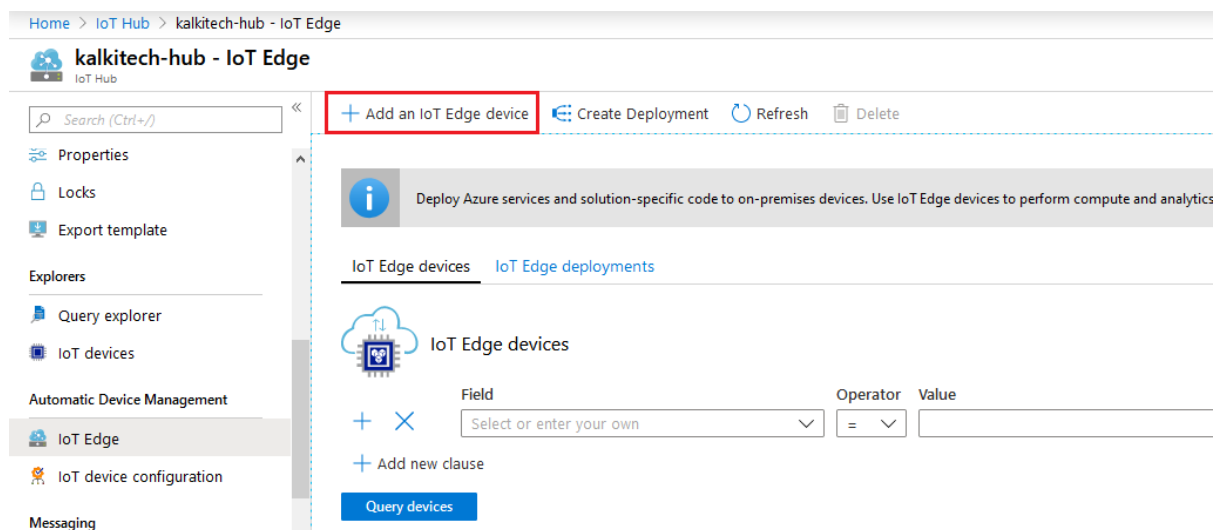 Home > IoT Hub > kalkitech-hub - IoT Edge
kalkitech-hub - IoT Edge
IoT Hub
Search (Ctrl+/)
Properties
Locks
Export template
Explorers
Query explorer
IoT devices
Automatic Device Management
IoT Edge
IoT device configuration
Messaging
Add an IoT Edge device
Create Deployment
Refresh
Delete
Deploy Azure services and solution-specific code to on-premises devices. Use IoT Edge devices to perform compute and analytics
IoT Edge devices
IoT Edge deployments
IoT Edge devices
Field
Operator
Value
Select or enter your own
=
Add new clause
Query devices